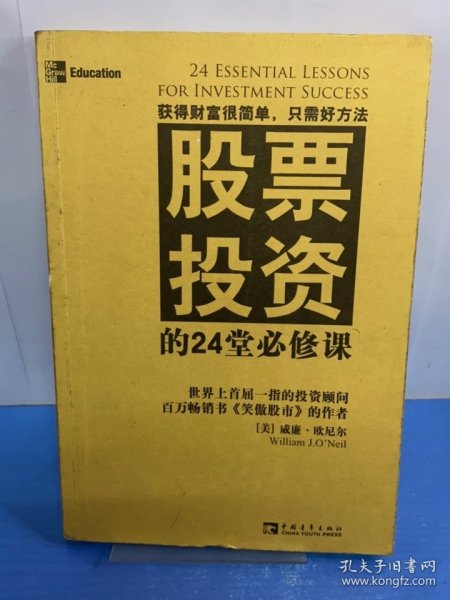 Mc
Graw
Hill
Education
24 ESSENTIAL LESSONS
FOR INVESTMENT SUCCESS
获得财富很简单，只需好方法
股票
投资
的24堂必修课
世界上首屈一指的投资顾问
百万畅销书《笑傲股市》的作者
[美] 威廉·欧尼尔
William J.O'Neil
中国青年出版社
CHINA YOUTH PRESS
孔夫子旧书网
www.kongfz.com